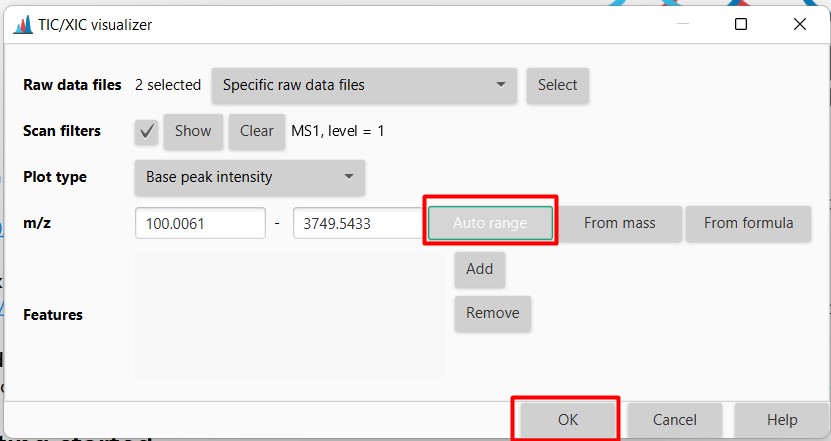 TIC/XIC visualizer
Raw data files 2 selected Specific raw data files Select
Scan filters Show Clear MS1, level = 1
Plot type Base peak intensity
m/z 100.0061 - 3749.5433 Auto range From mass From formula
Add
Features
Remove
OK Cancel Help